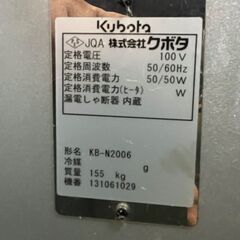 Kubota
JQA 株式会社クボタ
定格電圧 100V
定格周波数 50/60Hz
定格消費電力 50/50W
定格消費電力(ヒータ) W
漏電しゃ断器 内蔵
形名 KB-N2006
冷媒 g
質量 155 kg
機番 131061029